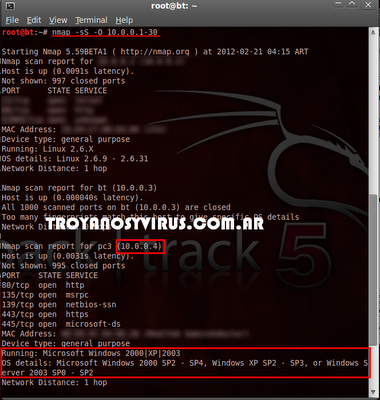 root@bt: ~
File Edit View Terminal Help
root@bt:~# nmap -sS -O 10.0.0.1-30
Starting Nmap 5.59BETA1 ( http://nmap.org ) at 2012-02-21 04:15 ART
Nmap scan report for
Host is up (0.0091s latency).
Not shown: 997 closed ports
PORT STATE SERVICE
MAC Address:
Device type: general purpose
Running: Linux 2.6.X
OS details: Linux 2.6.9 - 2.6.31
Network Distance: 1 hop
Nmap scan report for bt (10.0.0.3)
Host is up (0.000040s latency).
All 1000 scanned ports on bt (10.0.0.3) are closed
Too many fingerprints match this host to give specific OS details
Network Di
TROYANOSYVIRUS.COM.AR
Nmap scan report for pc3 (10.0.0.4)
Host is up (0.0031s latency).
Not shown: 995 closed ports
PORT STATE SERVICE
80/tcp open http
135/tcp open msrpc
139/tcp open netbios-ssn
443/tcp open https
445/tcp open microsoft-ds
MAC Address:
Device type: general purpose
Running: Microsoft Windows 2000|XP|2003
OS details: Microsoft Windows 2000 SP2 - SP4, Windows XP SP2 - SP3, or Windows S
erver 2003 SP0 - SP2
Network Distance: 1 hop
track 5